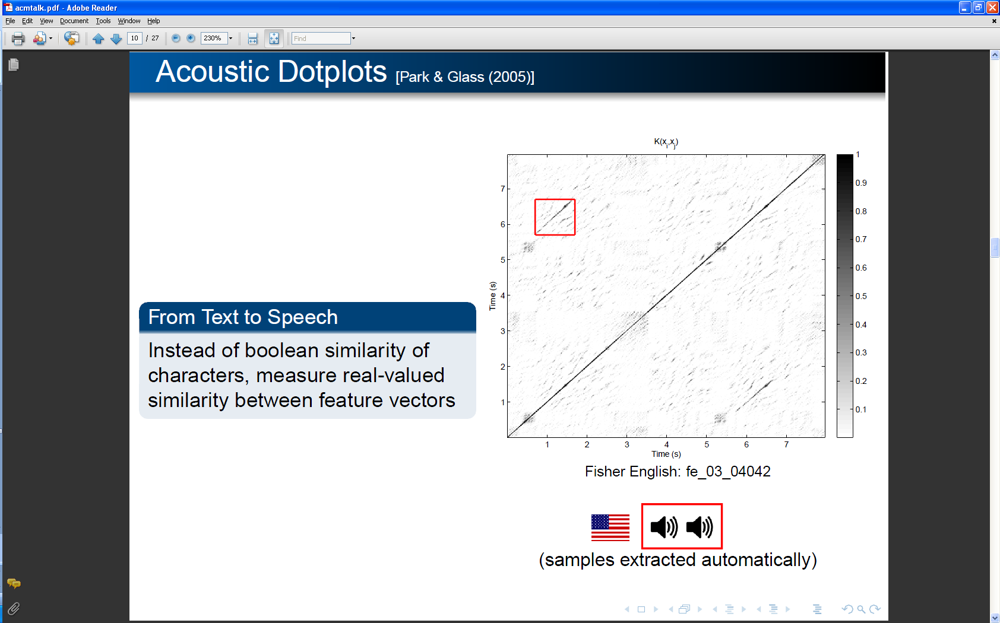 acmtalk.pdf - Adobe Reader
File Edit View Document Tools Window Help
10 / 27 230% Find
Acoustic Dotplots [Park & Glass (2005)]
From Text to Speech
Instead of boolean similarity of
characters, measure real-valued
similarity between feature vectors
K(xi,xj)
7
6
5
4
3
2
1
Time (s)
1 2 3 4 5 6 7
Time (s)
1
0.9
0.8
0.7
0.6
0.5
0.4
0.3
0.2
0.1
Fisher English: fe_03_04042
(samples extracted automatically)